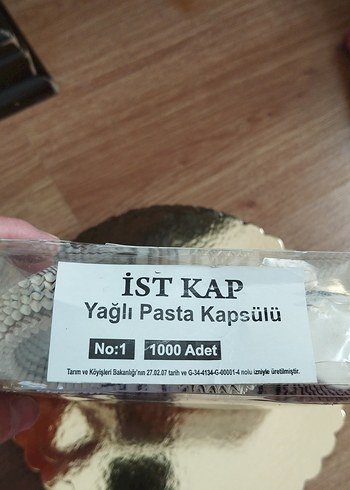 İST KAP
Yağlı Pasta Kapsülü
No:1 1000 Adet
Tarım ve Köyişleri Bakanlığı'nın 27.02.07 tarih ve G-34-4134-G-00001-4 nolu izniyle üretilmiştir.